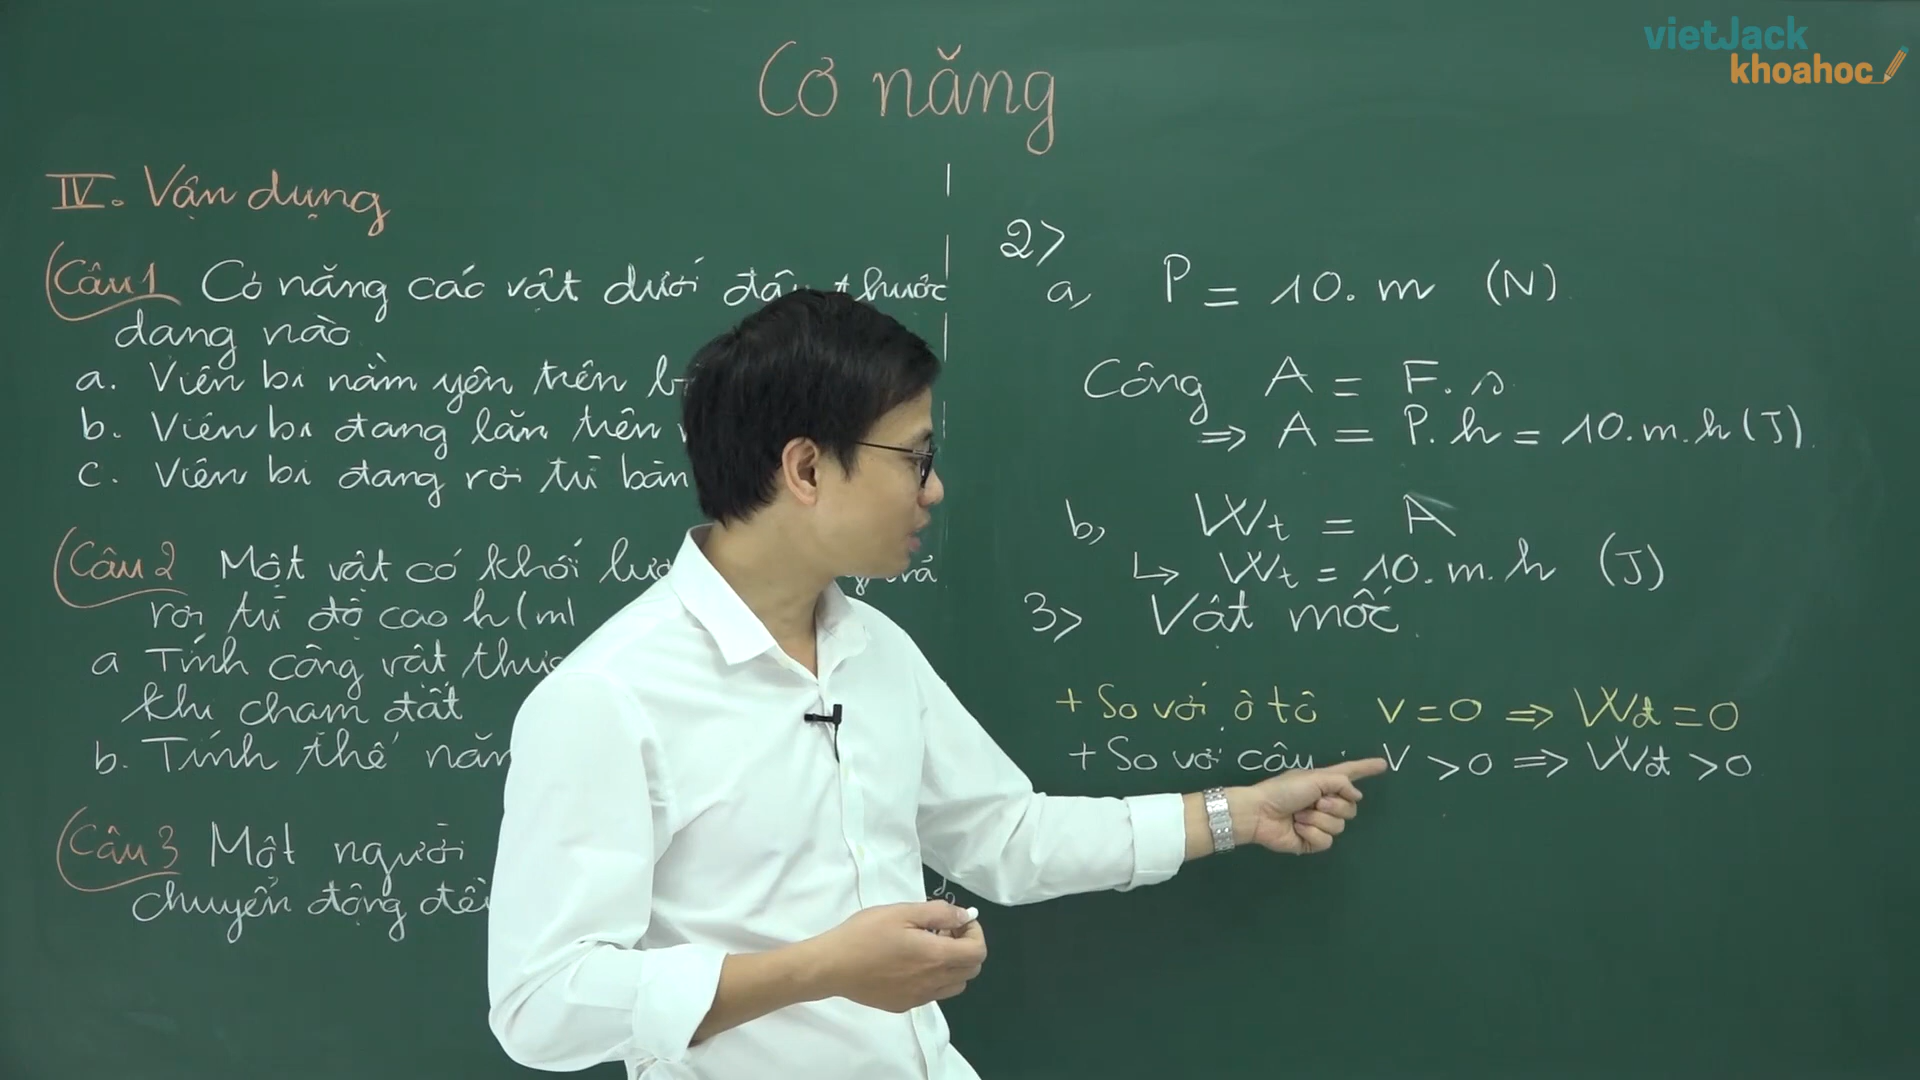 vietJack
khoahoc
Cơ năng
IV. Vận dụng
Câu 1 Cơ năng các vật dưới đây thuộc
dạng nào
a. Viên bi nằm yên trên
b. Viên bi đang lăn trên
c. Viên bi đang rơi từ bàn
Câu 2 Một vật có khối
rơi từ độ cao h (m)
a Tính công vật
khi chạm đất
b. Tính thế
Câu 3 Một người
chuyển động
2>
a, P = 10. m (N)
Công A = F. s
=> A = P. h = 10.m.h (J).
b, Wt = A
↳ Wt = 10.m.h (J)
3> Vật mốc.
+ So với ô tô v = 0 => Wđ = 0
+ So với cây v > 0 => Wđ > 0